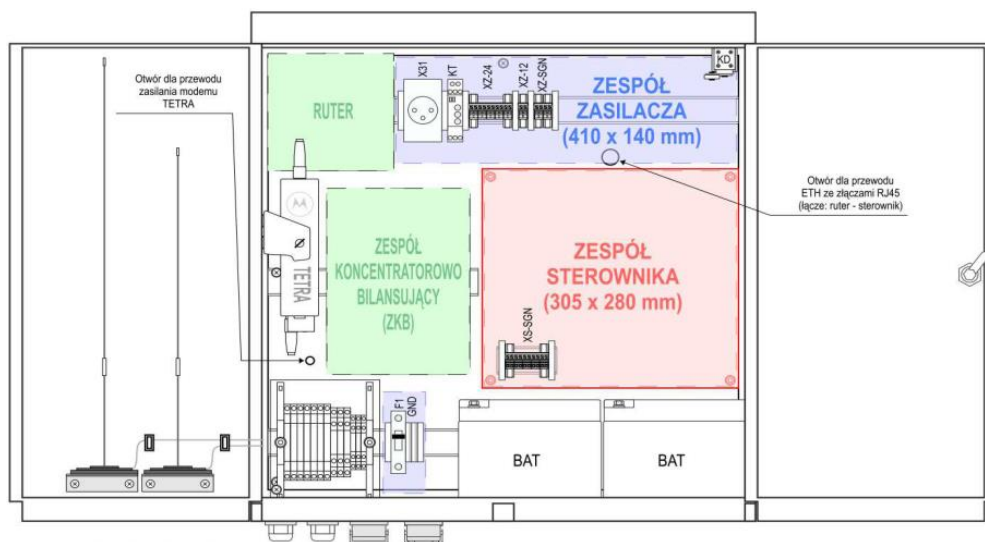 Otwór dla przewodu
zasilania modemu
TETRA
RUTER
X31
KT
XZ-24
XZ-12
XZ-SGN
KD
ZESPÓŁ
ZASILACZA
(410 x 140 mm)
Otwór dla przewodu
ETH ze złączami RJ45
(łącze: ruter - sterownik)
TETRA
ZESPÓŁ
KONCENTRATOROWO
BILANSUJĄCY
(ZKB)
ZESPÓŁ
STEROWNIKA
(305 x 280 mm)
XS-SGN
F1
GND
BAT
BAT